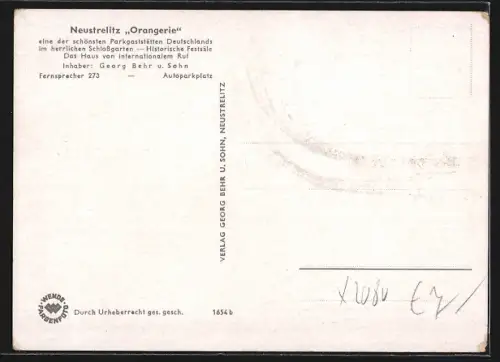 Neustrelitz „Orangerie“
eine der schönsten Parkgaststätten Deutschlands
im herrlichen Schloßgarten — Historische Festsäle
Das Haus von internationalem Ruf
Inhaber: Georg Behr u. Sohn
Fernsprecher 273 — Autoparkplatz
VERLAG GEORG BEHR U. SOHN, NEUSTRELITZ
WENDE-FARBENFOTO
Durch Urheberrecht ges. gesch. 1654 b